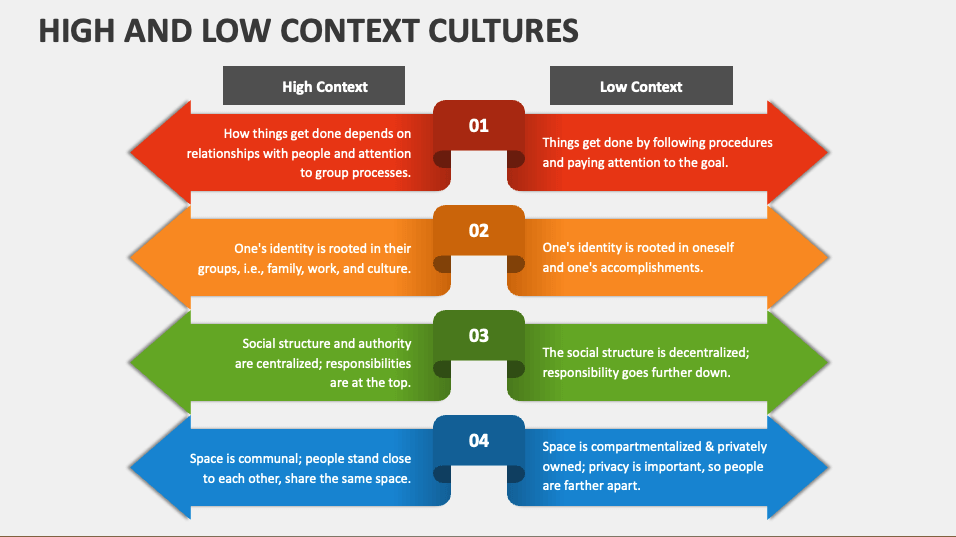 HIGH AND LOW CONTEXT CULTURES
High Context
Low Context
01
How things get done depends on
relationships with people and attention
to group processes.
Things get done by following procedures
and paying attention to the goal.
02
One's identity is rooted in their
groups, i.e., family, work, and culture.
One's identity is rooted in oneself
and one's accomplishments.
03
Social structure and authority
are centralized; responsibilities
are at the top.
The social structure is decentralized;
responsibility goes further down.
04
Space is communal; people stand close
to each other, share the same space.
Space is compartmentalized & privately
owned; privacy is important, so people
are farther apart.